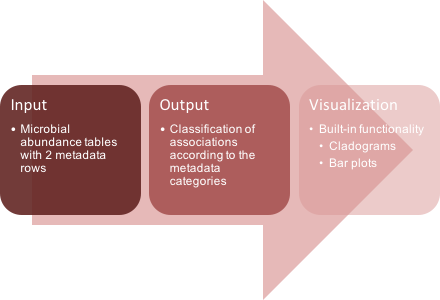 Input
• Microbial
abundance tables
with 2 metadata
rows
Output
• Classification of
associations
according to the
metadata
categories
Visualization
• Built-in functionality
• Cladograms
• Bar plots